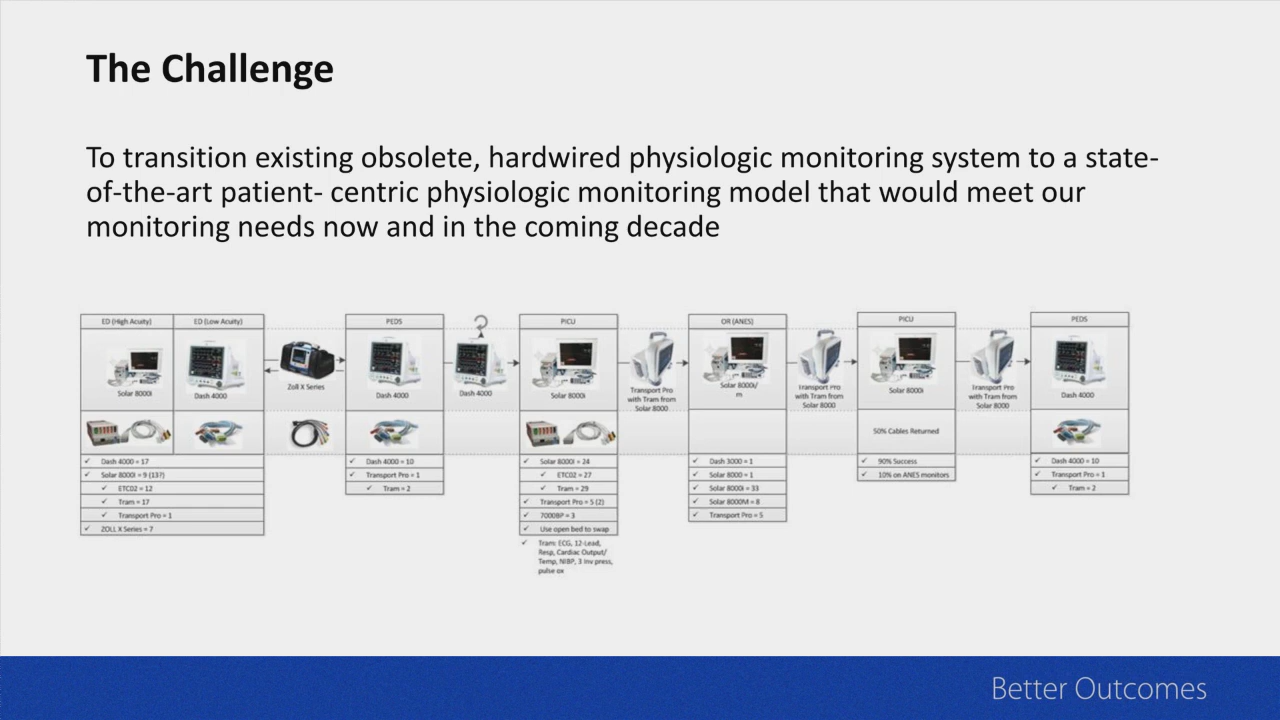 The Challenge
To transition existing obsolete, hardwired physiologic monitoring system to a state-
of-the-art patient- centric physiologic monitoring model that would meet our
monitoring needs now and in the coming decade
ED (High Acuity)
Solar 8000i
✓ Dash 4000 = 17
✓ Solar 8000i = 9 (13?)
✓ ETCO2 = 12
✓ Tram = 17
✓ Transport Pro = 1
✓ ZOLL X Series = 7
ED (Low Acuity)
Dash 4000
Zoll X Series
PEDS
Dash 4000
✓ Dash 4000 = 10
✓ Transport Pro = 1
✓ Tram = 2
Dash 4000
PICU
Solar 8000i
✓ Solar 8000i = 24
✓ ETCO2 = 27
✓ Tram = 29
✓ Transport Pro = 5 (2)
✓ 7000BP = 3
✓ Use open bed to swap
✓ Tram: ECG, 12-Lead,
Resp, Cardiac Output/
Temp, NIBP, 3 Inv press,
pulse ox
Transport Pro
with Tram from
Solar 8000
OR (ANES)
Solar 8000i/
m
✓ Dash 3000 = 1
✓ Solar 8000 = 1
✓ Solar 8000i = 33
✓ Solar 8000M = 8
✓ Transport Pro = 5
Transport Pro
with Tram from
Solar 8000
PICU
Solar 8000i
50% Cables Returned
✓ 90% Success
✓ 10% on ANES monitors
Transport Pro
with Tram from
Solar 8000
PEDS
Dash 4000
✓ Dash 4000 = 10
✓ Transport Pro = 1
✓ Tram = 2
Better Outcomes